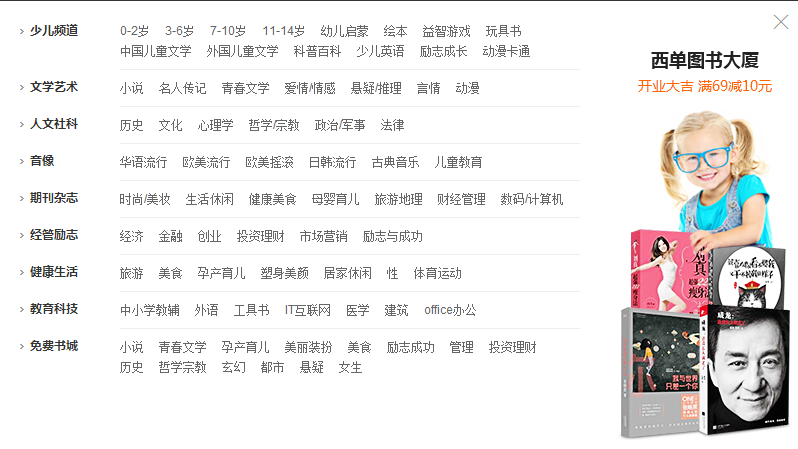 少儿频道 0-2岁 3-6岁 7-10岁 11-14岁 幼儿启蒙 绘本 益智游戏 玩具书
中国儿童文学 外国儿童文学 科普百科 少儿英语 励志成长 动漫卡通
文学艺术 小说 名人传记 青春文学 爱情/情感 悬疑/推理 言情 动漫
人文社科 历史 文化 心理学 哲学/宗教 政治/军事 法律
音像 华语流行 欧美流行 欧美摇滚 日韩流行 古典音乐 儿童教育
期刊杂志 时尚/美妆 生活休闲 健康美食 母婴育儿 旅游地理 财经管理 数码/计算机
经管励志 经济 金融 创业 投资理财 市场营销 励志与成功
健康生活 旅游 美食 孕产育儿 塑身美颜 居家休闲 性 体育运动
教育科技 中小学教辅 外语 工具书 IT互联网 医学 建筑 office办公
免费书城 小说 青春文学 孕产育儿 美丽装扮 美食 励志成功 管理 投资理财
历史 哲学宗教 玄幻 都市 悬疑 女生
西单图书大厦
开业大吉 满69减10元
瘦身
成龙:
我与世界
只差一个你
ONE